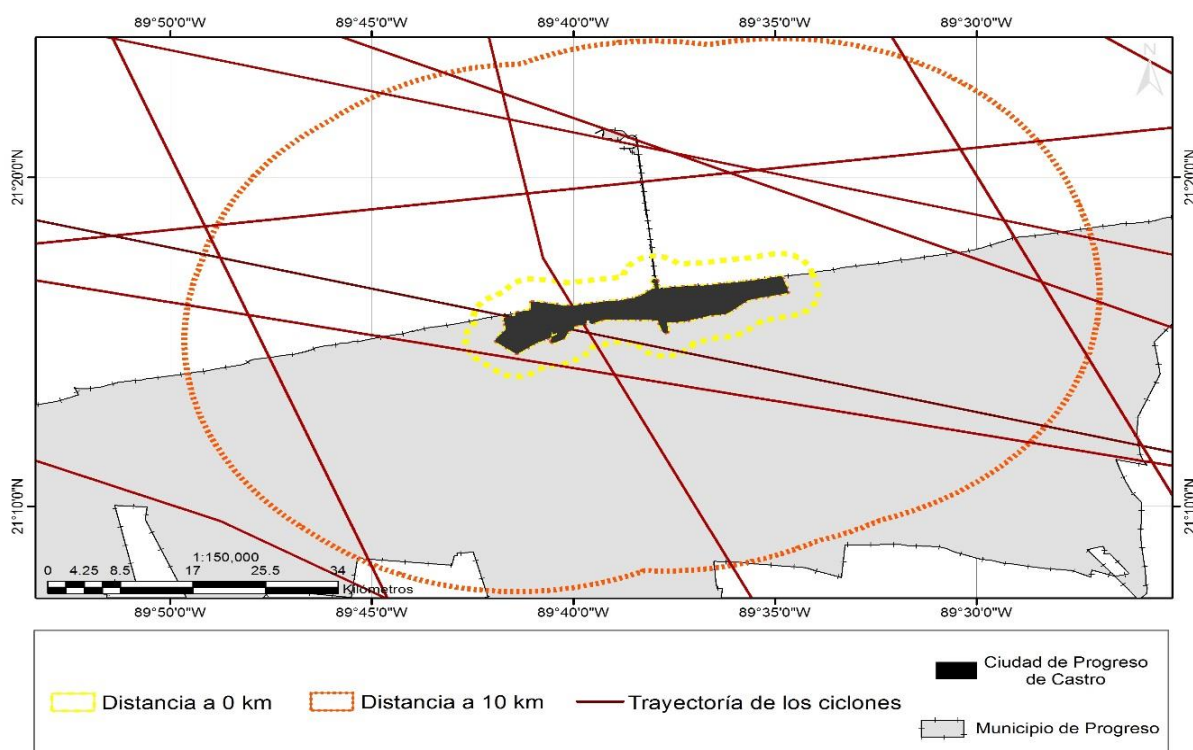 89°50'0"W 89°45'0"W 89°40'0"W 89°35'0"W 89°30'0"W
N
21°20'0"N 21°20'0"N
21°10'0"N 21°10'0"N
1:150,000
0 4.25 8.5 17 25.5 34
Kilómetros
89°50'0"W 89°45'0"W 89°40'0"W 89°35'0"W 89°30'0"W
Distancia a 0 km
Distancia a 10 km
Trayectoría de los ciclones
Ciudad de Progreso
de Castro
Municipio de Progreso